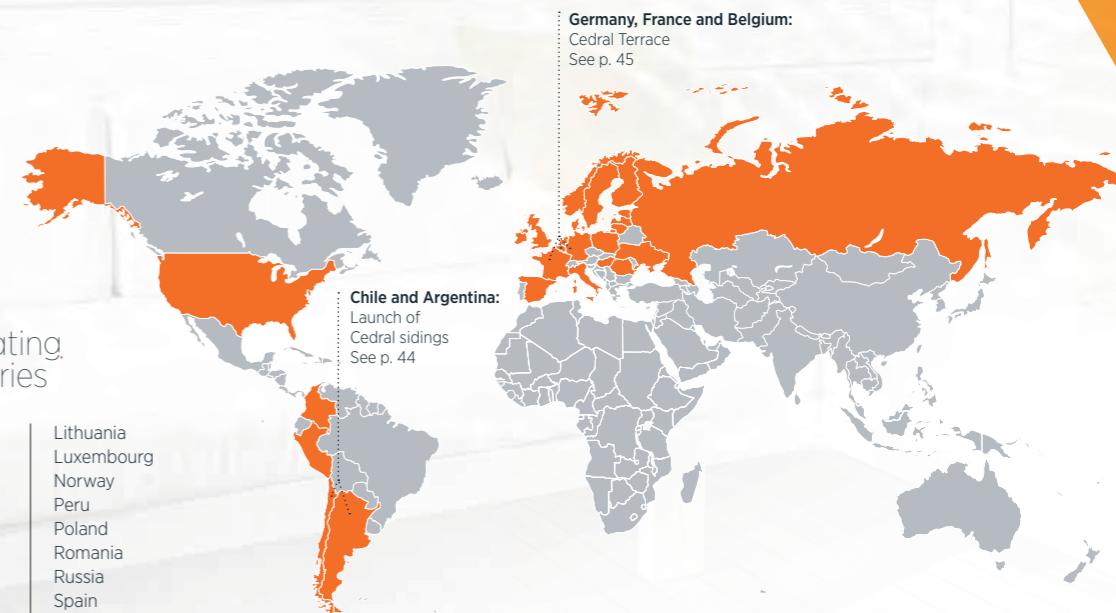 Germany, France and Belgium:
Cedral Terrace
See p. 45
Chile and Argentina:
Launch of
Cedral sidings
See p. 44
Lithuania
Luxembourg
Norway
Peru
Poland
Romania
Russia
Spain